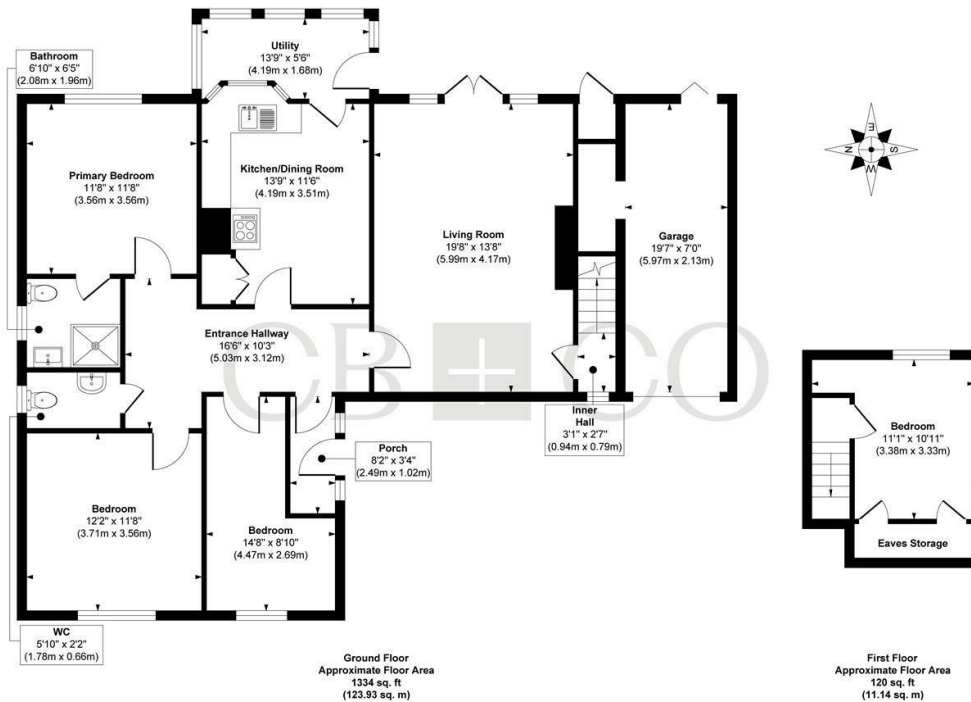 Utility
13'9" x 5'6"
(4.19m x 1.68m)
Bathroom
6'10" x 6'5"
(2.08m x 1.96m)
Primary Bedroom
11'8" x 11'8"
(3.56m x 3.56m)
Kitchen/Dining Room
13'9" x 11'6"
(4.19m x 3.51m)
Living Room
19'8" x 13'8"
(5.99m x 4.17m)
Garage
19'7" x 7'0"
(5.97m x 2.13m)
E
N
S
W
Entrance Hallway
16'6" x 10'3"
(5.03m x 3.12m)
CB + CO
Inner
Hall
3'1" x 2'7"
(0.94m x 0.79m)
Porch
8'2" x 3'4"
(2.49m x 1.02m)
Bedroom
12'2" x 11'8"
(3.71m x 3.56m)
Bedroom
14'8" x 8'10"
(4.47m x 2.69m)
WC
5'10" x 2'2"
(1.78m x 0.66m)
Bedroom
11'1" x 10'11"
(3.38m x 3.33m)
Eaves Storage
Ground Floor
Approximate Floor Area
1334 sq. ft
(123.93 sq. m)
First Floor
Approximate Floor Area
120 sq. ft
(11.14 sq. m)